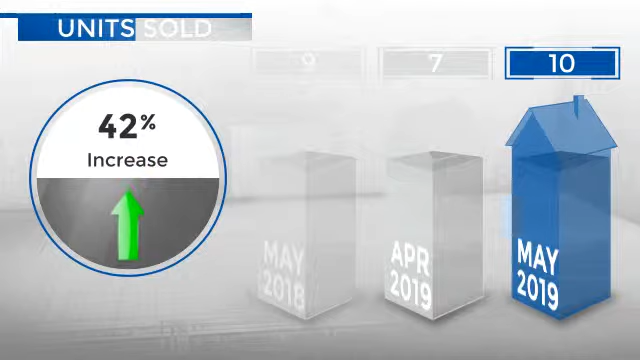 UNITS SOLD
9
7
10
42%
Increase
MAY
2018
APR
2019
MAY
2019